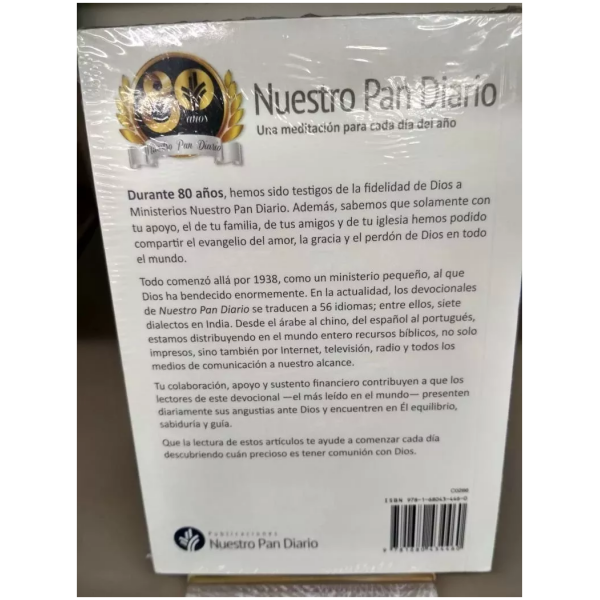 80
años
Nuestro Pan Diario
Nuestro Pan Diario
Una meditación para cada día del año
Durante 80 años, hemos sido testigos de la fidelidad de Dios a
Ministerios Nuestro Pan Diario. Además, sabemos que solamente con
tu apoyo, el de tu familia, de tus amigos y de tu iglesia hemos podido
compartir el evangelio del amor, la gracia y el perdón de Dios en todo
el mundo.
Todo comenzó allá por 1938, como un ministerio pequeño, al que
Dios ha bendecido enormemente. En la actualidad, los devocionales
de Nuestro Pan Diario se traducen a 56 idiomas; entre ellos, siete
dialectos en India. Desde el árabe al chino, del español al portugués,
estamos distribuyendo en el mundo entero recursos bíblicos, no solo
impresos, sino también por Internet, televisión, radio y todos los
medios de comunicación a nuestro alcance.
Tu colaboración, apoyo y sustento financiero contribuyen a que los
lectores de este devocional —el más leído en el mundo— presenten
diariamente sus angustias ante Dios y encuentren en Él equilibrio,
sabiduría y guía.
Que la lectura de estos artículos te ayude a comenzar cada día
descubriendo cuán precioso es tener comunión con Dios.
ISBN 978-1-68043-448-0
9 781680 434480
Publicaciones
Nuestro Pan Diario